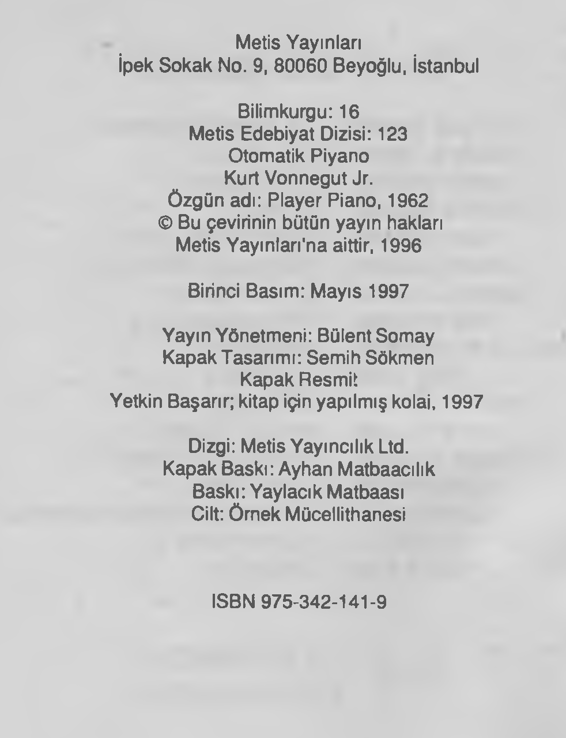 Metis Yayınları
İpek Sokak No. 9, 80060 Beyoğlu, İstanbul
Bilimkurgu: 16
Metis Edebiyat Dizisi: 123
Otomatik Piyano
Kurt Vonnegut Jr.
Özgün adı: Player Piano, 1962
© Bu çevirinin bütün yayın hakları
Metis Yayınları'na aittir, 1996
Birinci Basım: Mayıs 1997
Yayın Yönetmeni: Bülent Somay
Kapak Tasarımı: Semih Sökmen
Kapak Resmi:
Yetkin Başarır; kitap için yapılmış kolaj, 1997
Dizgi: Metis Yayıncılık Ltd.
Kapak Baskı: Ayhan Matbaacılık
Baskı: Yaylacık Matbaası
Cilt: Örnek Mücellithanesi
ISBN 975-342-141-9